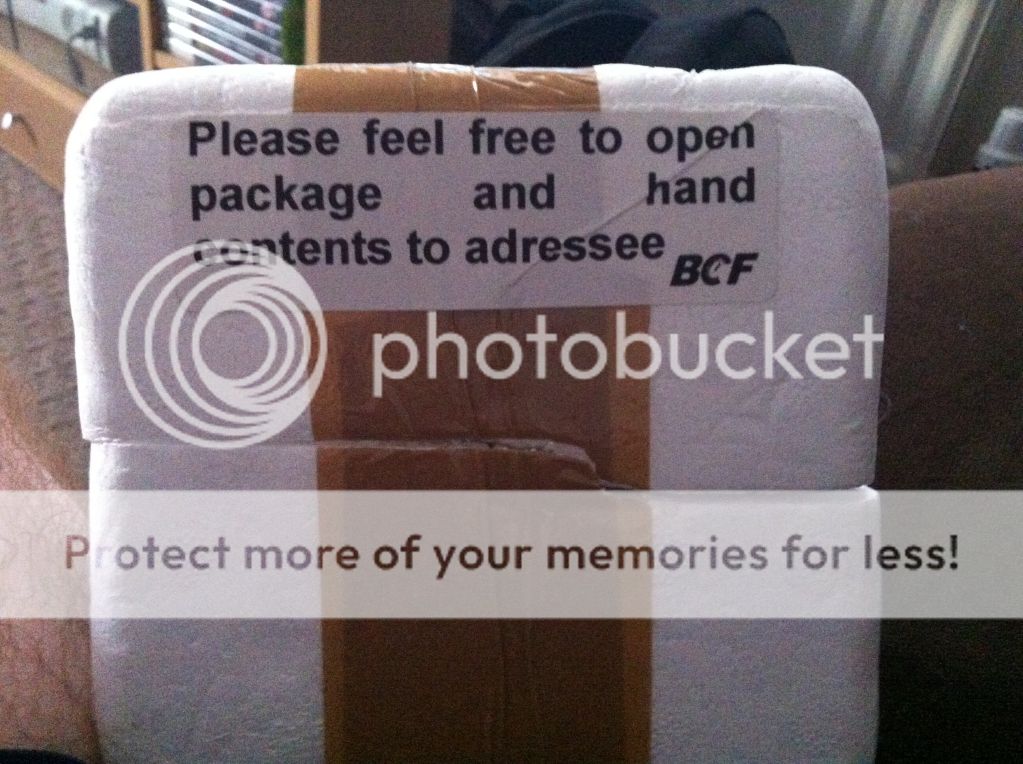 Please feel free to open
package and hand
contents to adressee
BCF
photobucket
Protect more of your memories for less!